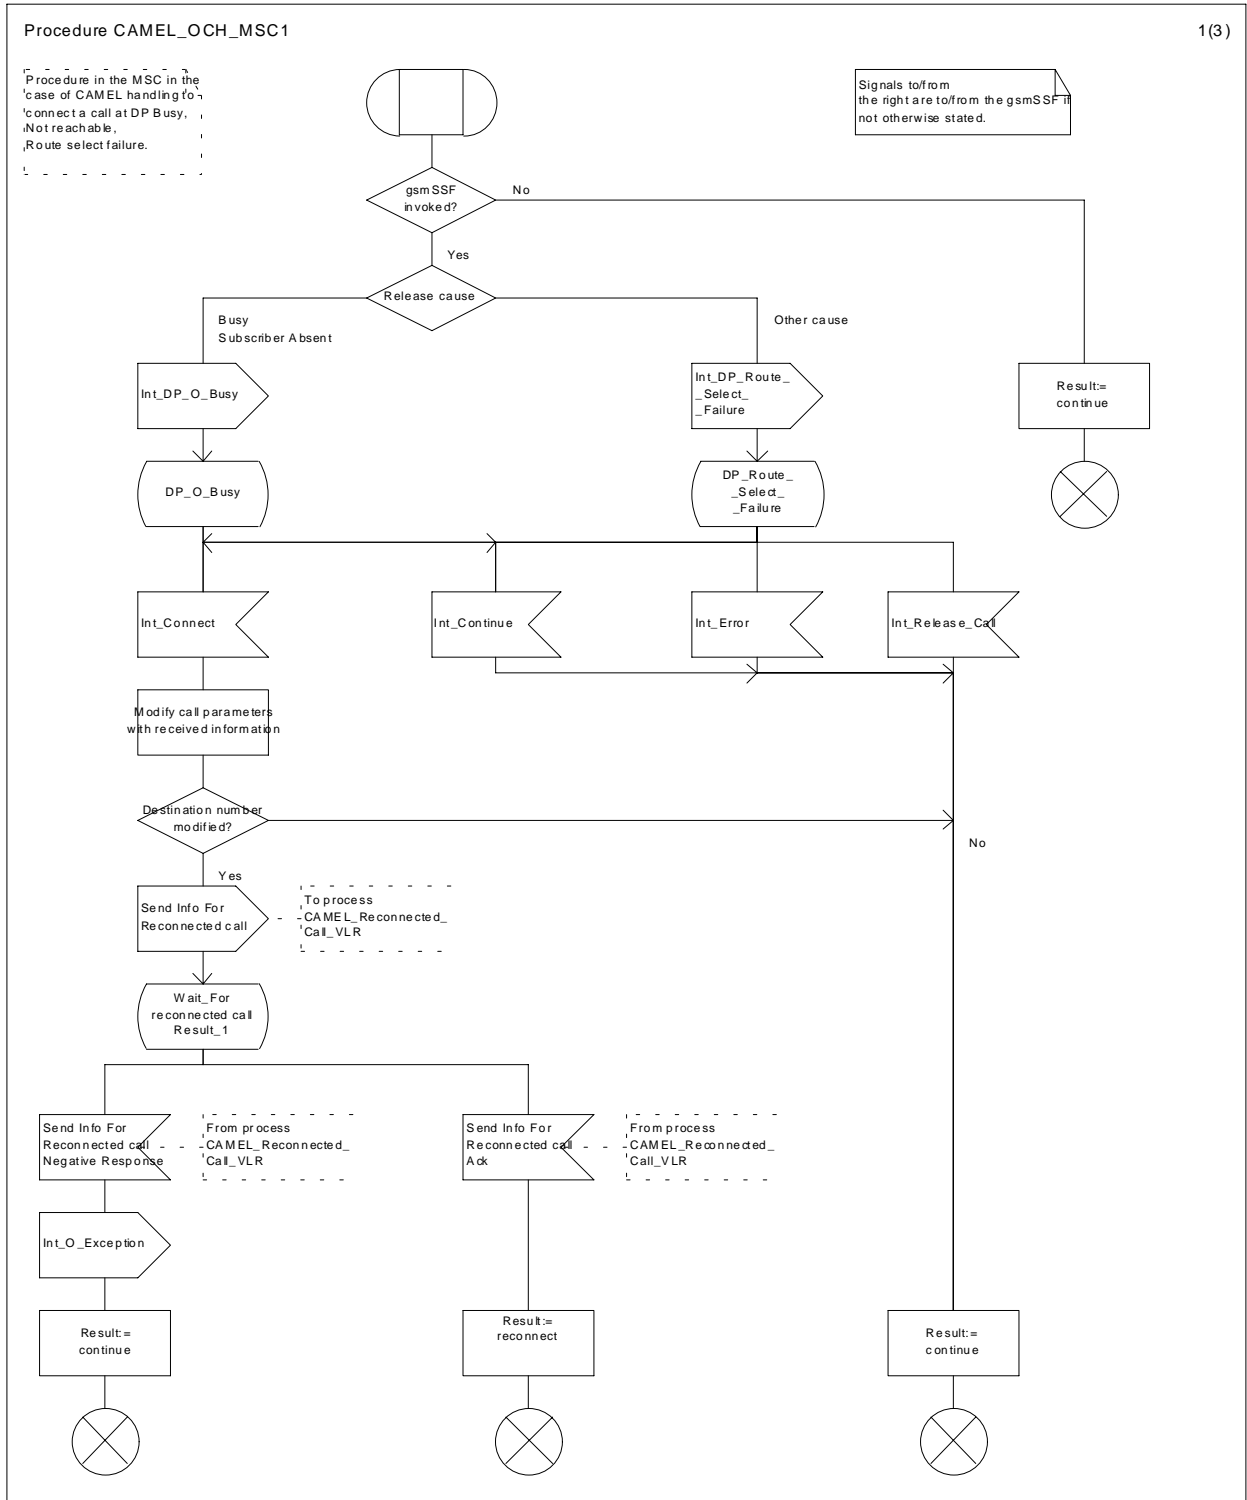 Procedure CAMEL_OCH_MSC1
1(3)
Procedure in the MSC in the
case of CAMEL handling to
connect a call at DP Busy,
Not reachable,
Route select failure.
Signals to/from
the right are to/from the gsmSSF if
not otherwise stated.
gsmSSF
invoked?
No
Yes
Release cause
Busy
Subscriber Absent
Other cause
Int_DP_O_Busy
Int_DP_Route_
_Select_
_Failure
Result:=
continue
DP_O_Busy
DP_Route_
_Select_
_Failure
Int_Connect
Int_Continue
Int_Error
Int_Release_Call
Modify call parameters
with received information
Destination number
modified?
No
Yes
Send Info For
Reconnected call
To process
CAMEL_Reconnected_
Call_VLR
Wait_For
reconnected call
Result_1
Send Info For
Reconnected call
Negative Response
From process
CAMEL_Reconnected_
Call_VLR
Send Info For
Reconnected call
Ack
From process
CAMEL_Reconnected_
Call_VLR
Int_O_Exception
Result:=
continue
Result:=
reconnect
Result:=
continue